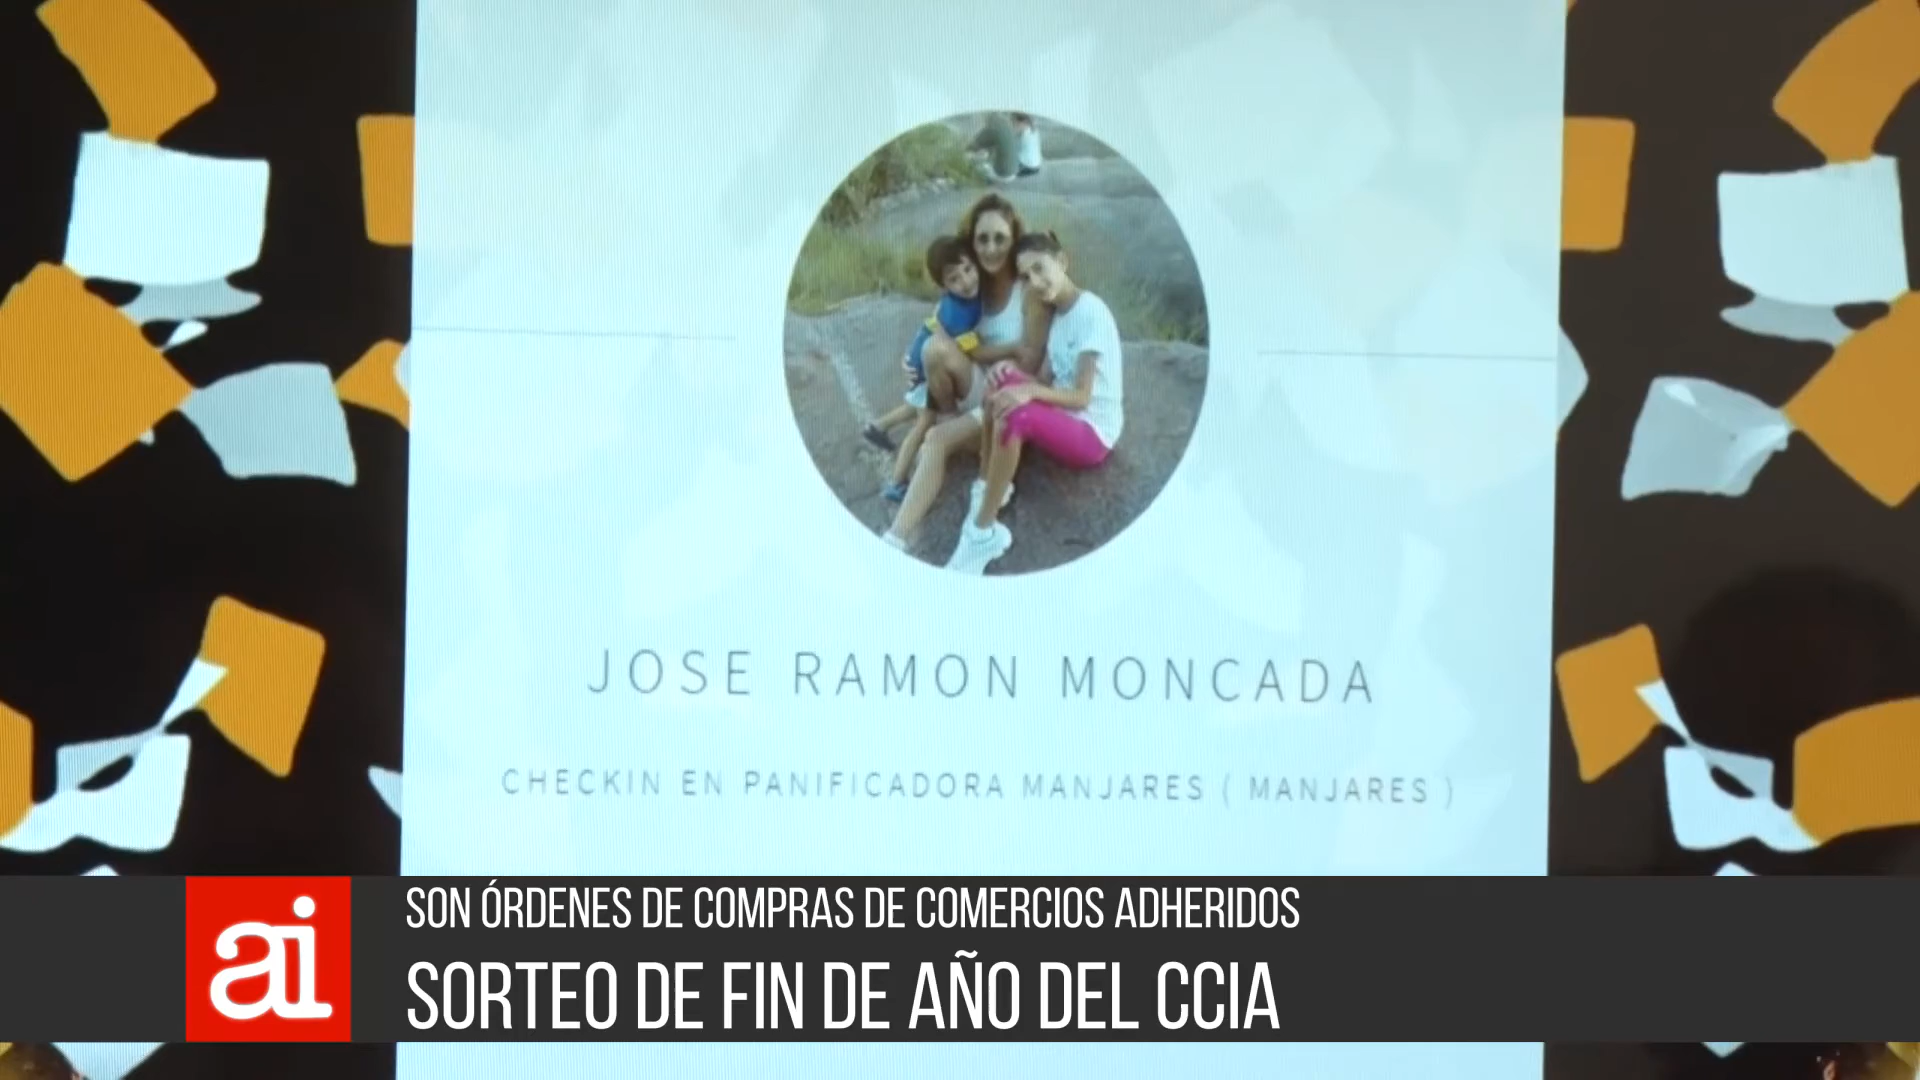 JOSE RAMON MONCADA
CHECKIN EN PANIFICADORA MANJARES ( MANJARES )
ai
SON ÓRDENES DE COMPRAS DE COMERCIOS ADHERIDOS
SORTEO DE FIN DE AÑO DEL CCIA